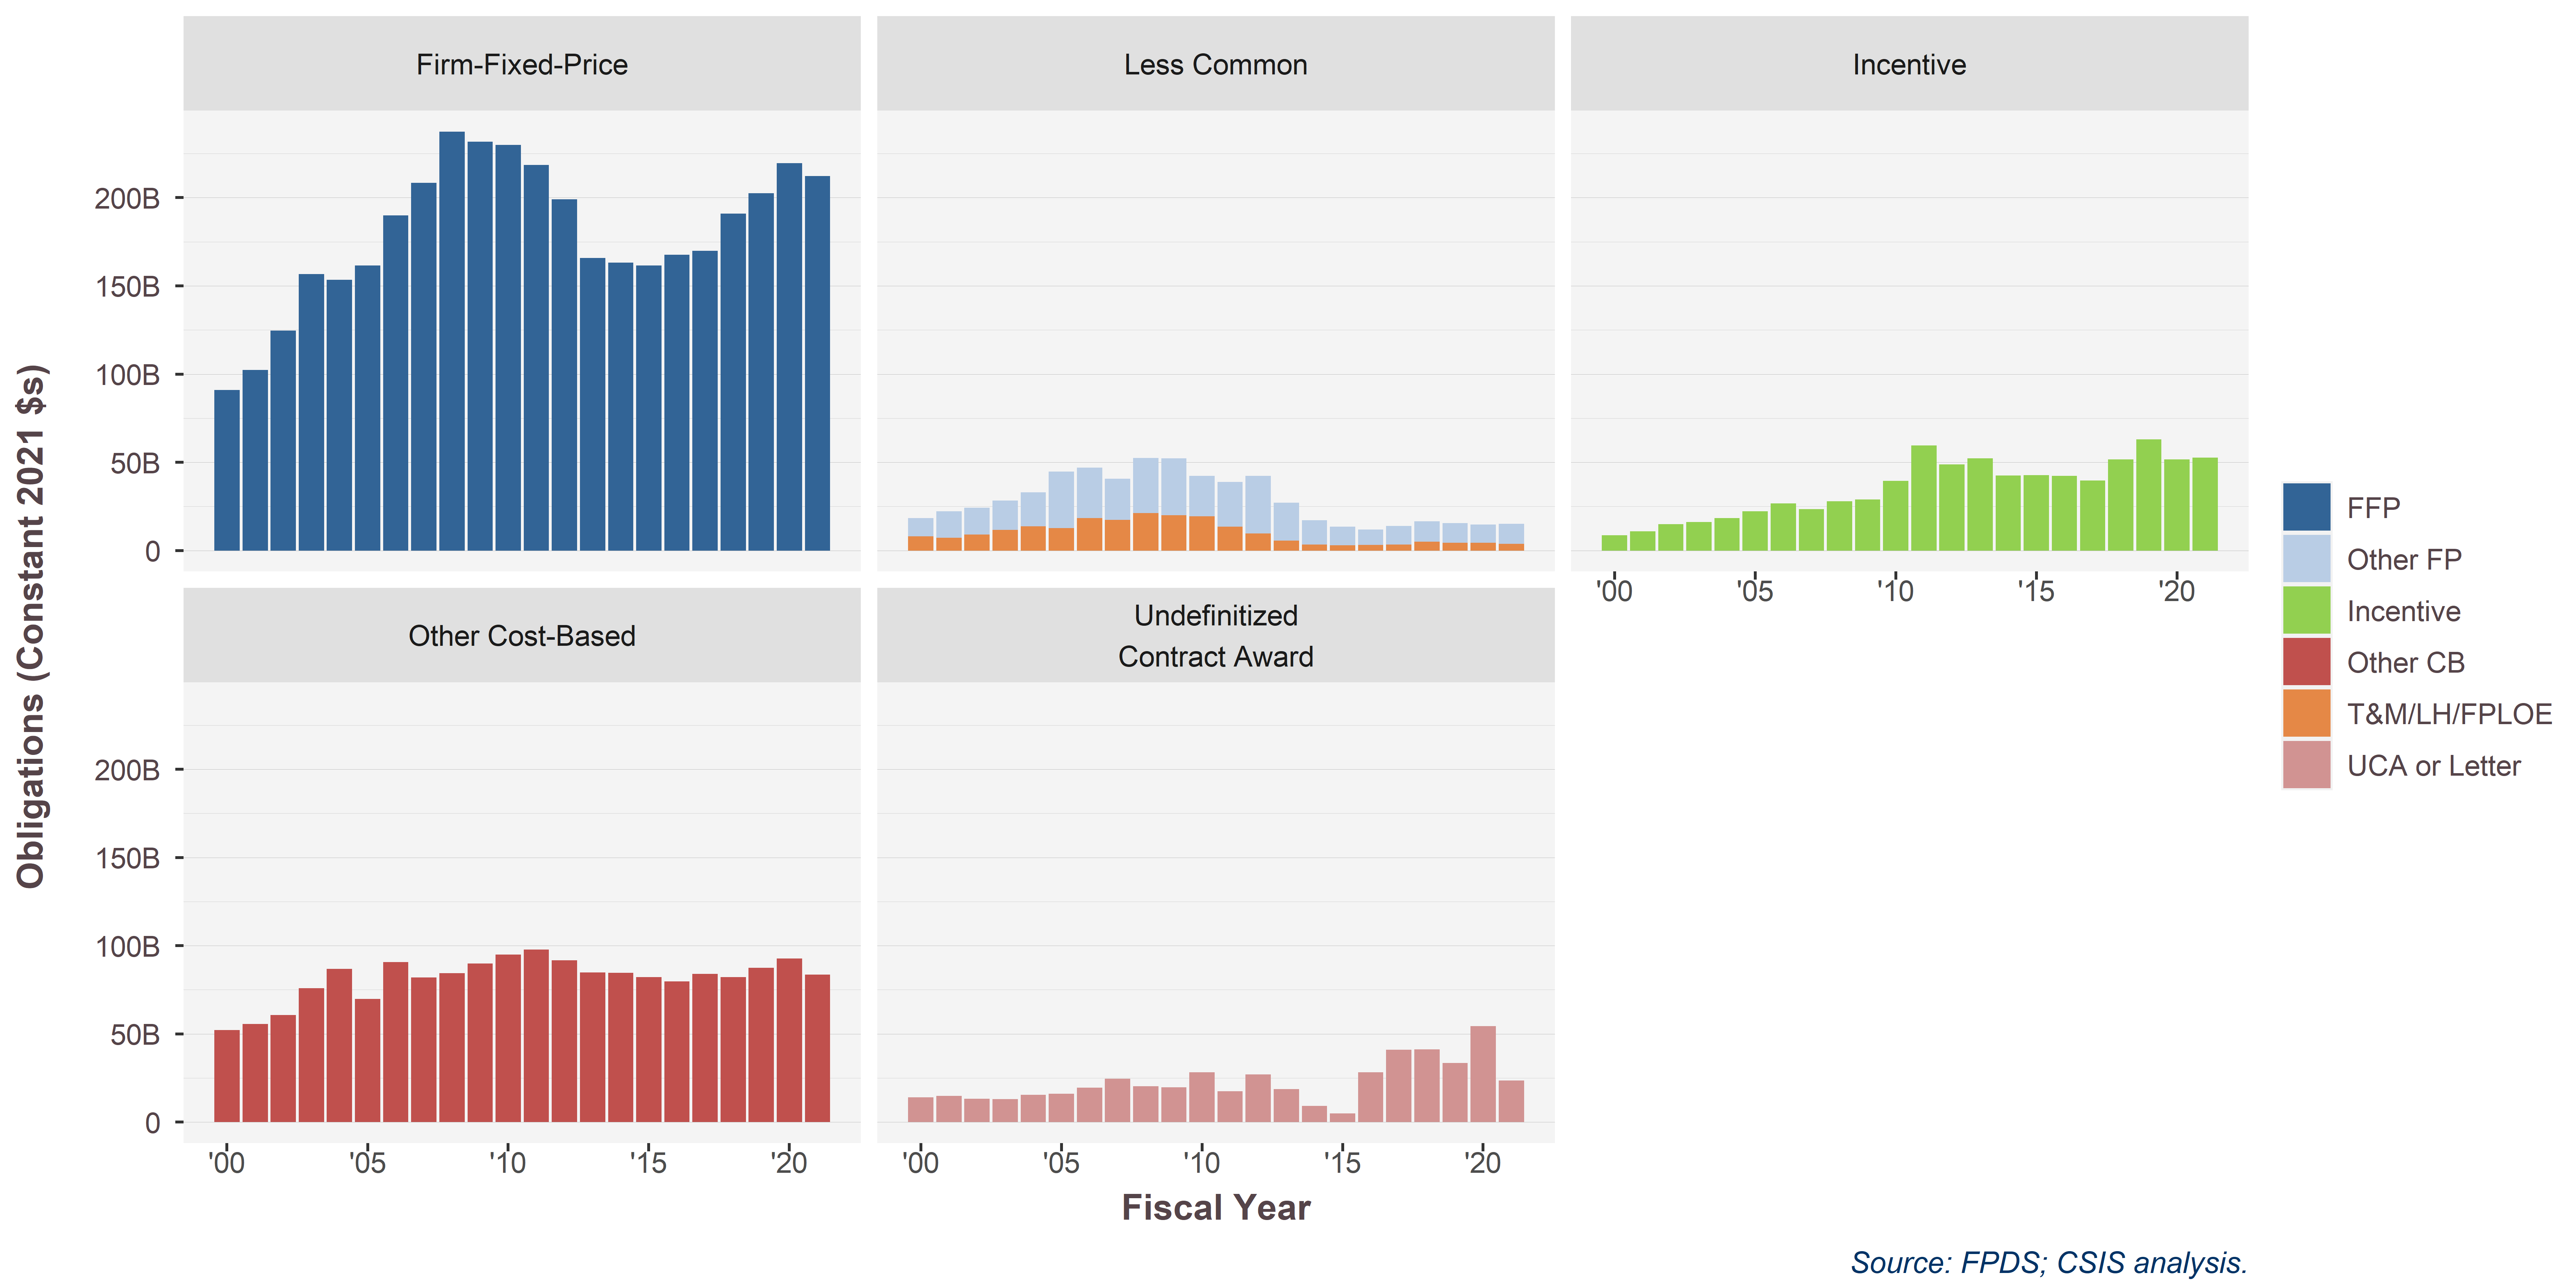 Firm-Fixed-Price
Less Common
Incentive
200B
150B
100B
50B
0
'00
'05
'10
'15
'20
Other Cost-Based
Undefinitized
Contract Award
200B
150B
100B
50B
0
'00
'05
'10
'15
'20
'00
'05
'10
'15
'20
Obligations (Constant 2021 $s)
Fiscal Year
FFP
Other FP
Incentive
Other CB
T&M/LH/FPLOE
UCA or Letter
Source: FPDS; CSIS analysis.